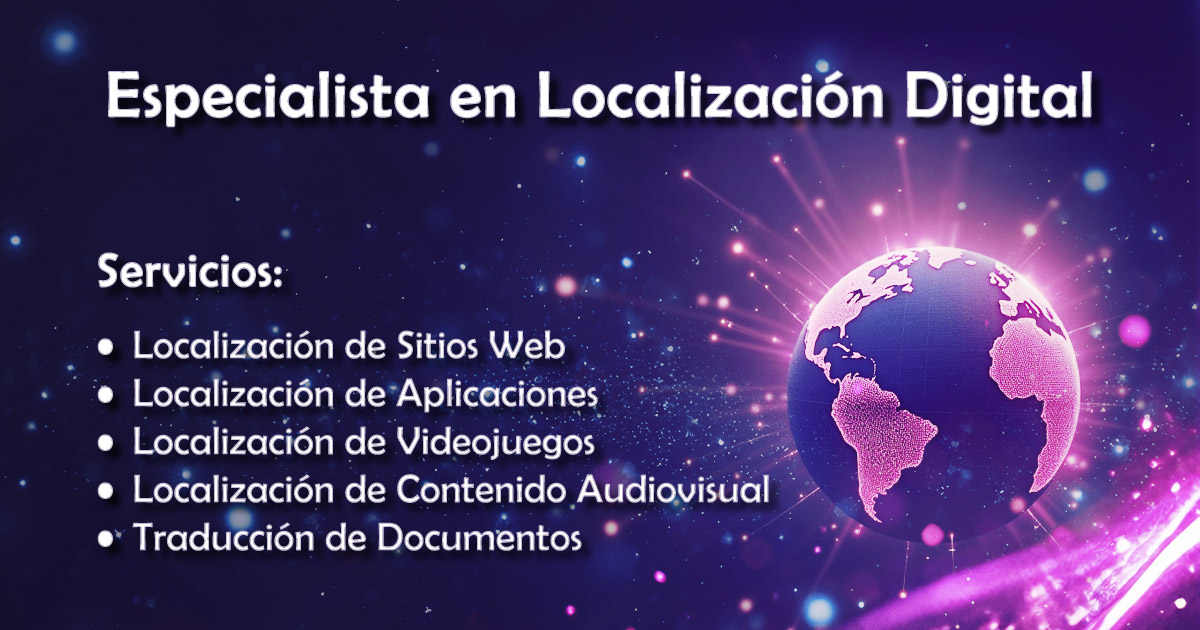 Especialista en Localización Digital
Servicios:
• Localización de Sitios Web
• Localización de Aplicaciones
• Localización de Videojuegos
• Localización de Contenido Audiovisual
• Traducción de Documentos